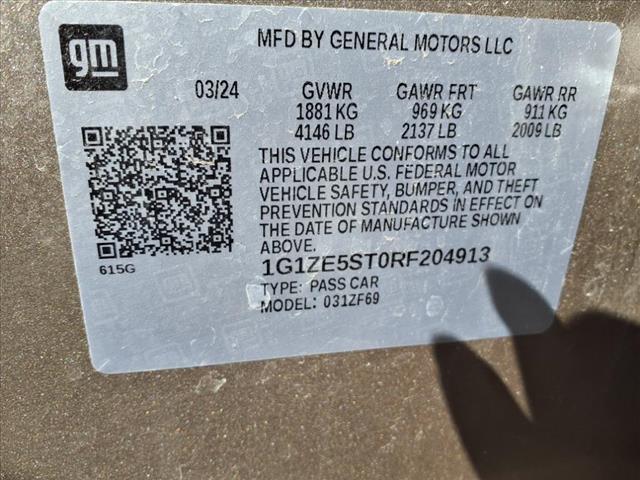 gm
MFD BY GENERAL MOTORS LLC
03/24 GVWR GAWR FRT GAWR RR
1881 KG 969 KG 911 KG
4146 LB 2137 LB 2009 LB
THIS VEHICLE CONFORMS TO ALL
APPLICABLE U.S. FEDERAL MOTOR
VEHICLE SAFETY, BUMPER, AND THEFT
PREVENTION STANDARDS IN EFFECT ON
THE DATE OF MANUFACTURE SHOWN
ABOVE.
615G
1G1ZE5ST0RF204913
TYPE: PASS CAR
MODEL: 031ZF69